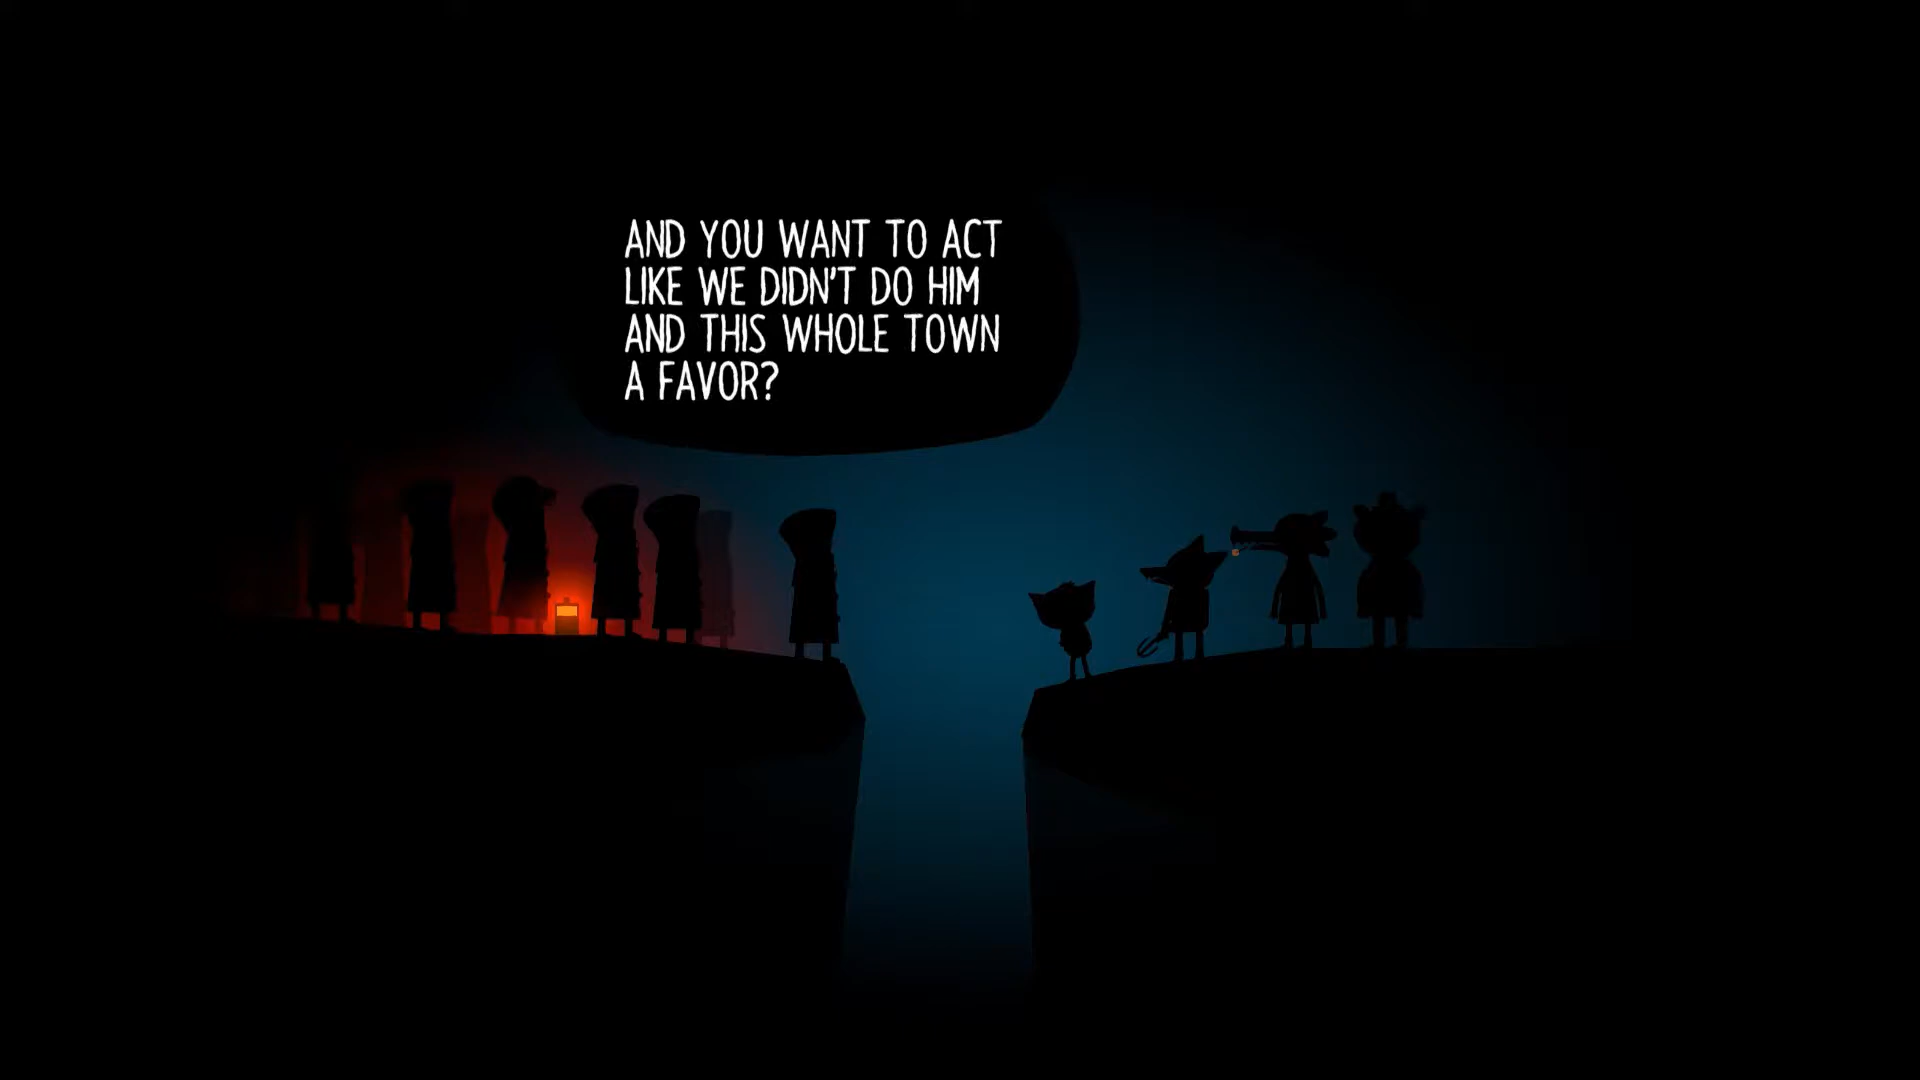 AND YOU WANT TO ACT
LIKE WE DIDN'T DO HIM
AND THIS WHOLE TOWN
A FAVOR?